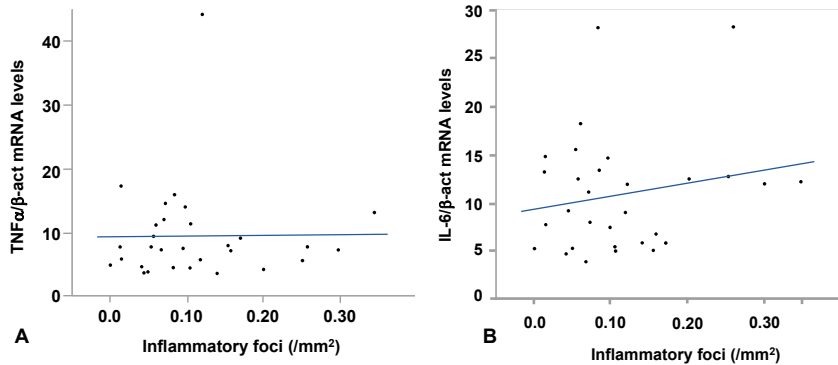 40
30
20
10
0
TNFα/β-act mRNA levels
0.0 0.10 0.20 0.30
A
Inflammatory foci (/mm²)
30
25
20
15
10
5
0
IL-6/β-act mRNA levels
0.0 0.10 0.20 0.30
B
Inflammatory foci (/mm²)